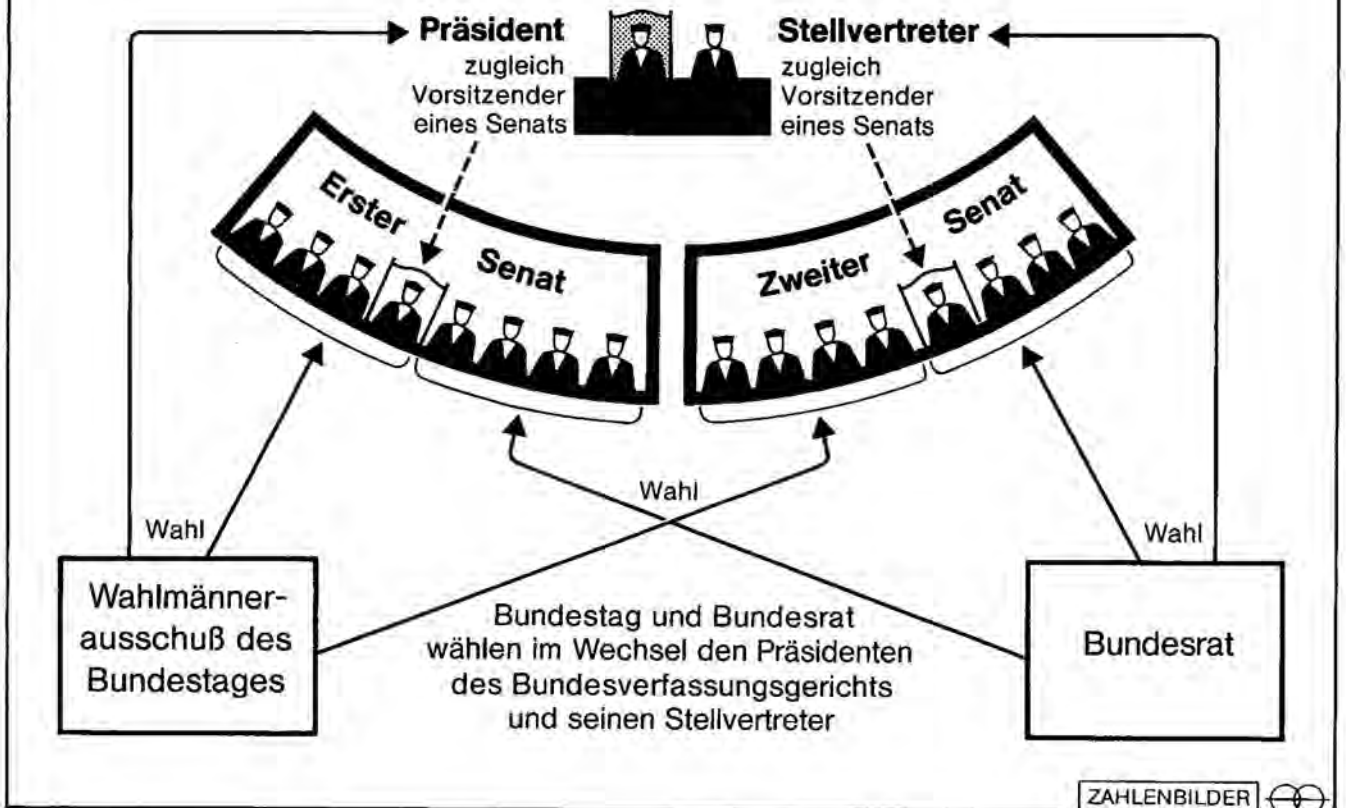 Präsident
zugleich
Vorsitzender
eines Senats
Stellvertreter
zugleich
Vorsitzender
eines Senats
Erster Senat
Zweiter Senat
Wahl
Wahl
Wahl
Wahlmänner-
ausschuß des
Bundestages
Bundestag und Bundesrat
wählen im Wechsel den Präsidenten
des Bundesverfassungsgerichts
und seinen Stellvertreter
Bundesrat
ZAHLENBILDER